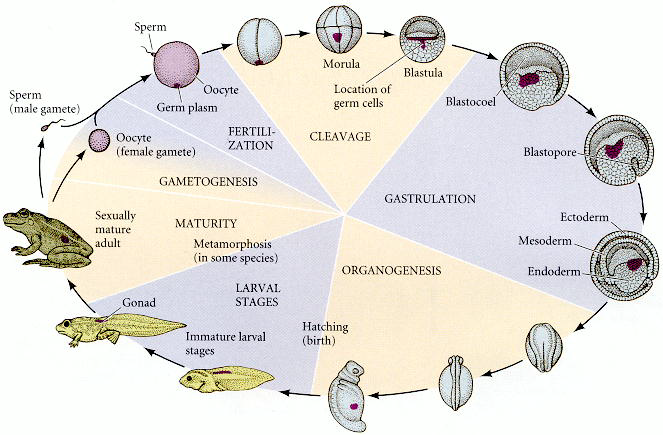 Sperm
Oocyte
Germ plasm
Sperm
(male gamete)
Oocyte
(female gamete)
FERTILI-
ZATION
Morula
Blastula
Location of
germ cells
CLEAVAGE
Blastocoel
Blastopore
GASTRULATION
Ectoderm
Mesoderm
Endoderm
GAMETOGENESIS
Sexually
mature
adult
MATURITY
Metamorphosis
(in some species)
ORGANOGENESIS
LARVAL
STAGES
Gonad
Immature larval
stages
Hatching
(birth)